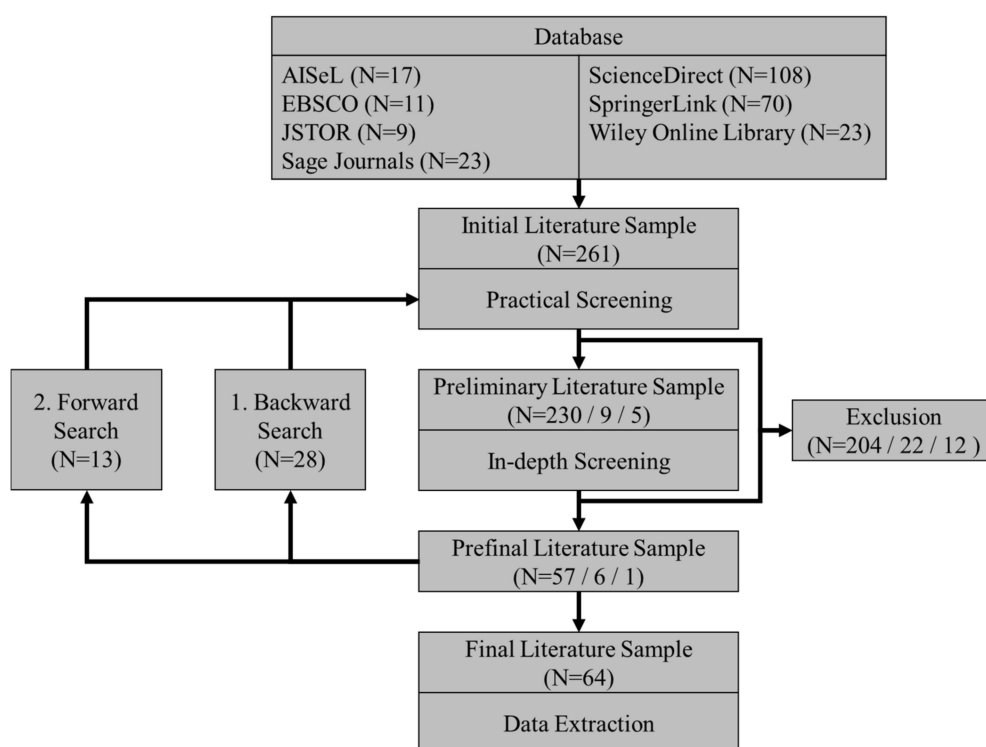 Database
AISeL (N=17)
EBSCO (N=11)
JSTOR (N=9)
Sage Journals (N=23)
ScienceDirect (N=108)
SpringerLink (N=70)
Wiley Online Library (N=23)
Initial Literature Sample
(N=261)
Practical Screening
2. Forward
Search
(N=13)
1. Backward
Search
(N=28)
Preliminary Literature Sample
(N=230 / 9 / 5)
In-depth Screening
Exclusion
(N=204 / 22 / 12 )
Prefinal Literature Sample
(N=57 / 6 / 1)
Final Literature Sample
(N=64)
Data Extraction